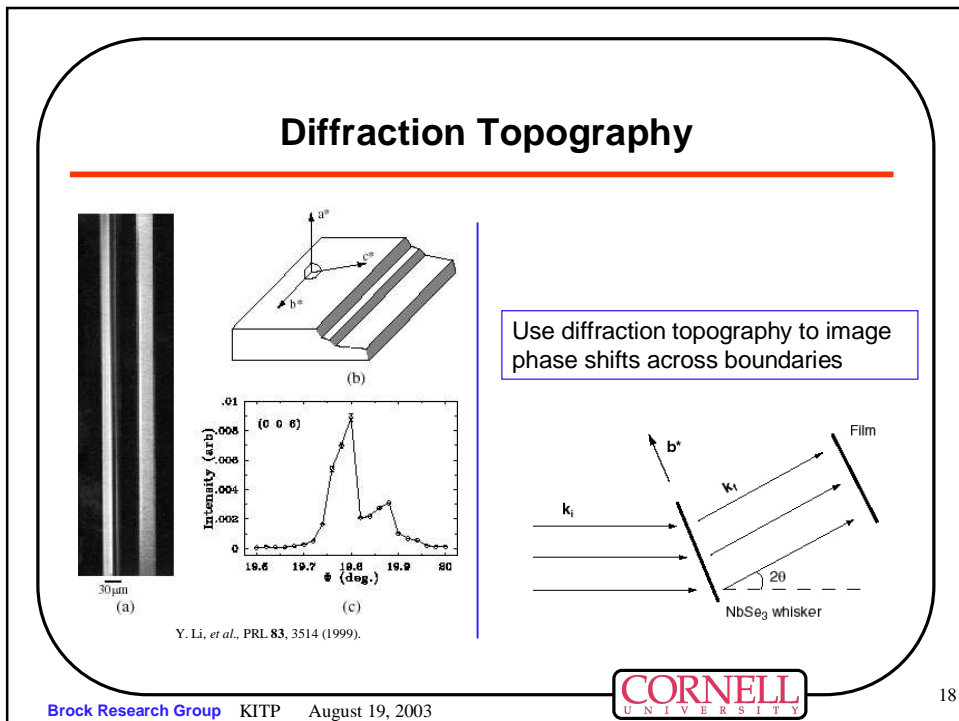 Diffraction Topography
30μm
(a)
a*
c*
b*
(b)
(0 0 6)
Intensity (arb)
.01
.008
.006
.004
.002
0
19.6 19.7 19.8 19.9 20
Φ (deg.)
(c)
Y. Li, et al., PRL 83, 3514 (1999).
Use diffraction topography to image
phase shifts across boundaries
Film
b*
kf
ki
2θ
NbSe3 whisker
CORNELL
UNIVERSITY
Brock Research Group KITP August 19, 2003
18